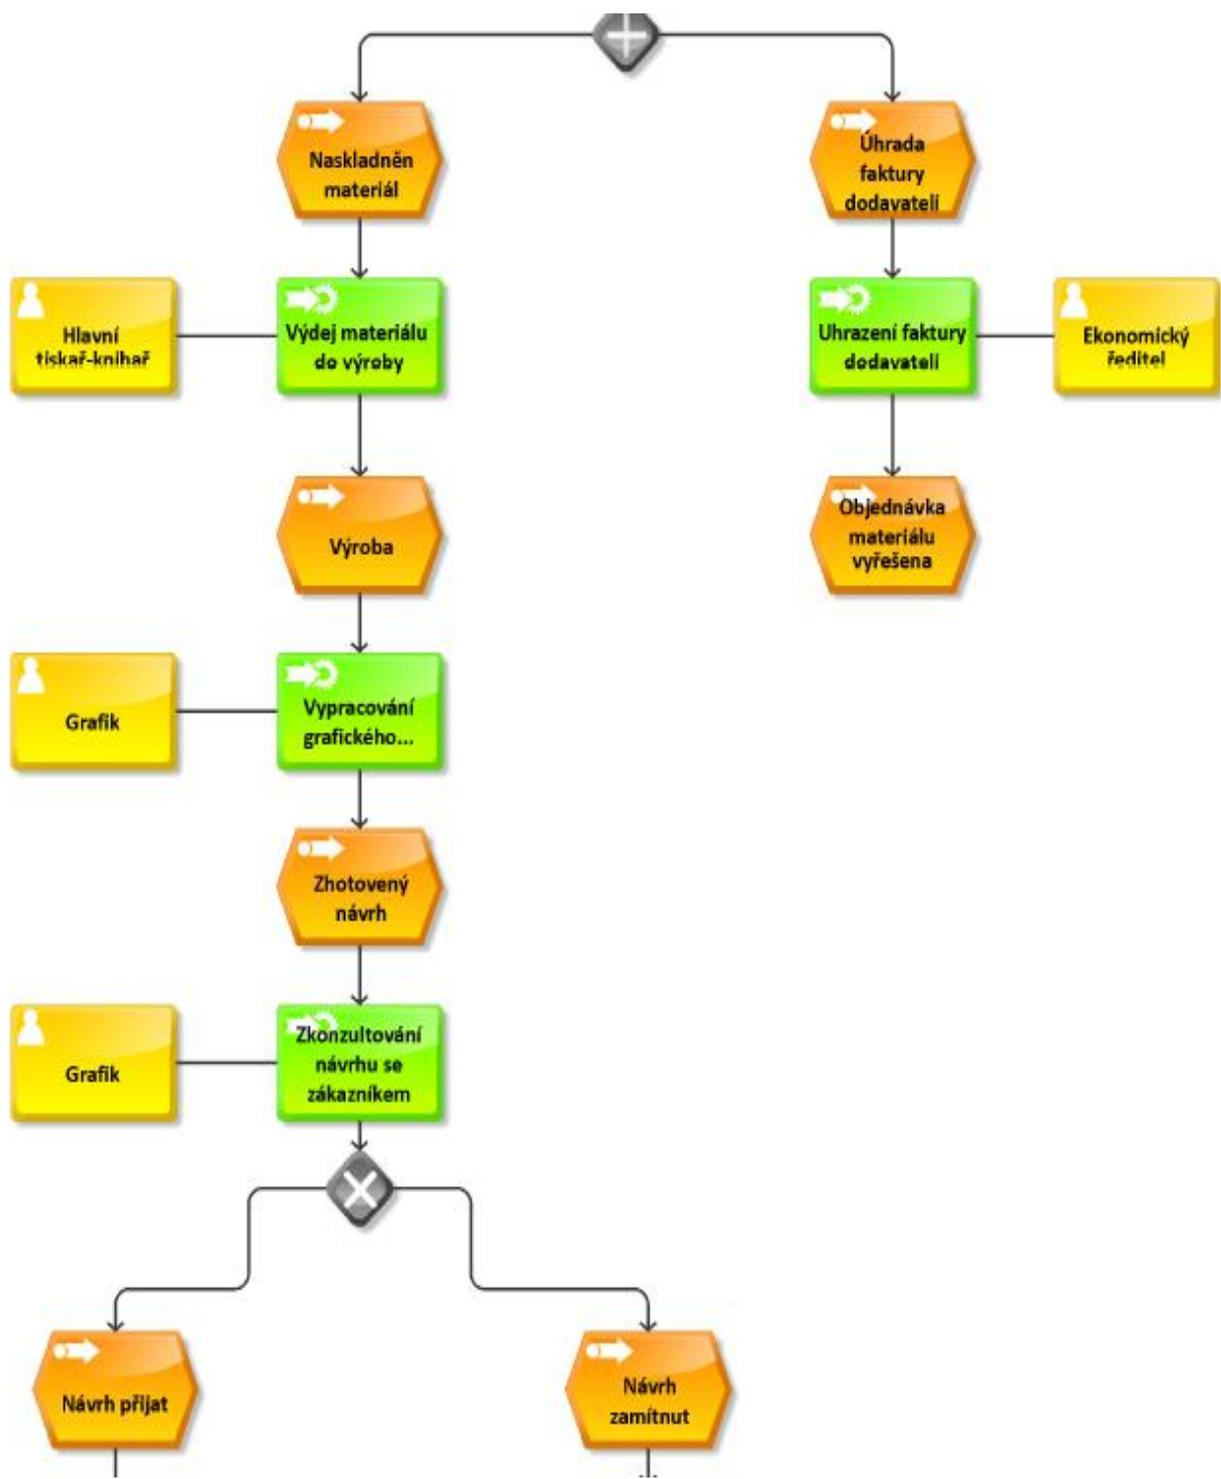 Naskladněn
materiál
Úhrada
faktury
dodavateli
Hlavní
tiskař-knihař
Výdej materiálu
do výroby
Uhrazení faktury
dodavateli
Ekonomický
ředitel
Výroba
Objednávka
materiálu
vyřešena
Grafik
Vypracování
grafického...
Zhotovený
návrh
Grafik
Zkonzultování
návrhu se
zákazníkem
Návrh přijat
Návrh
zamítnut